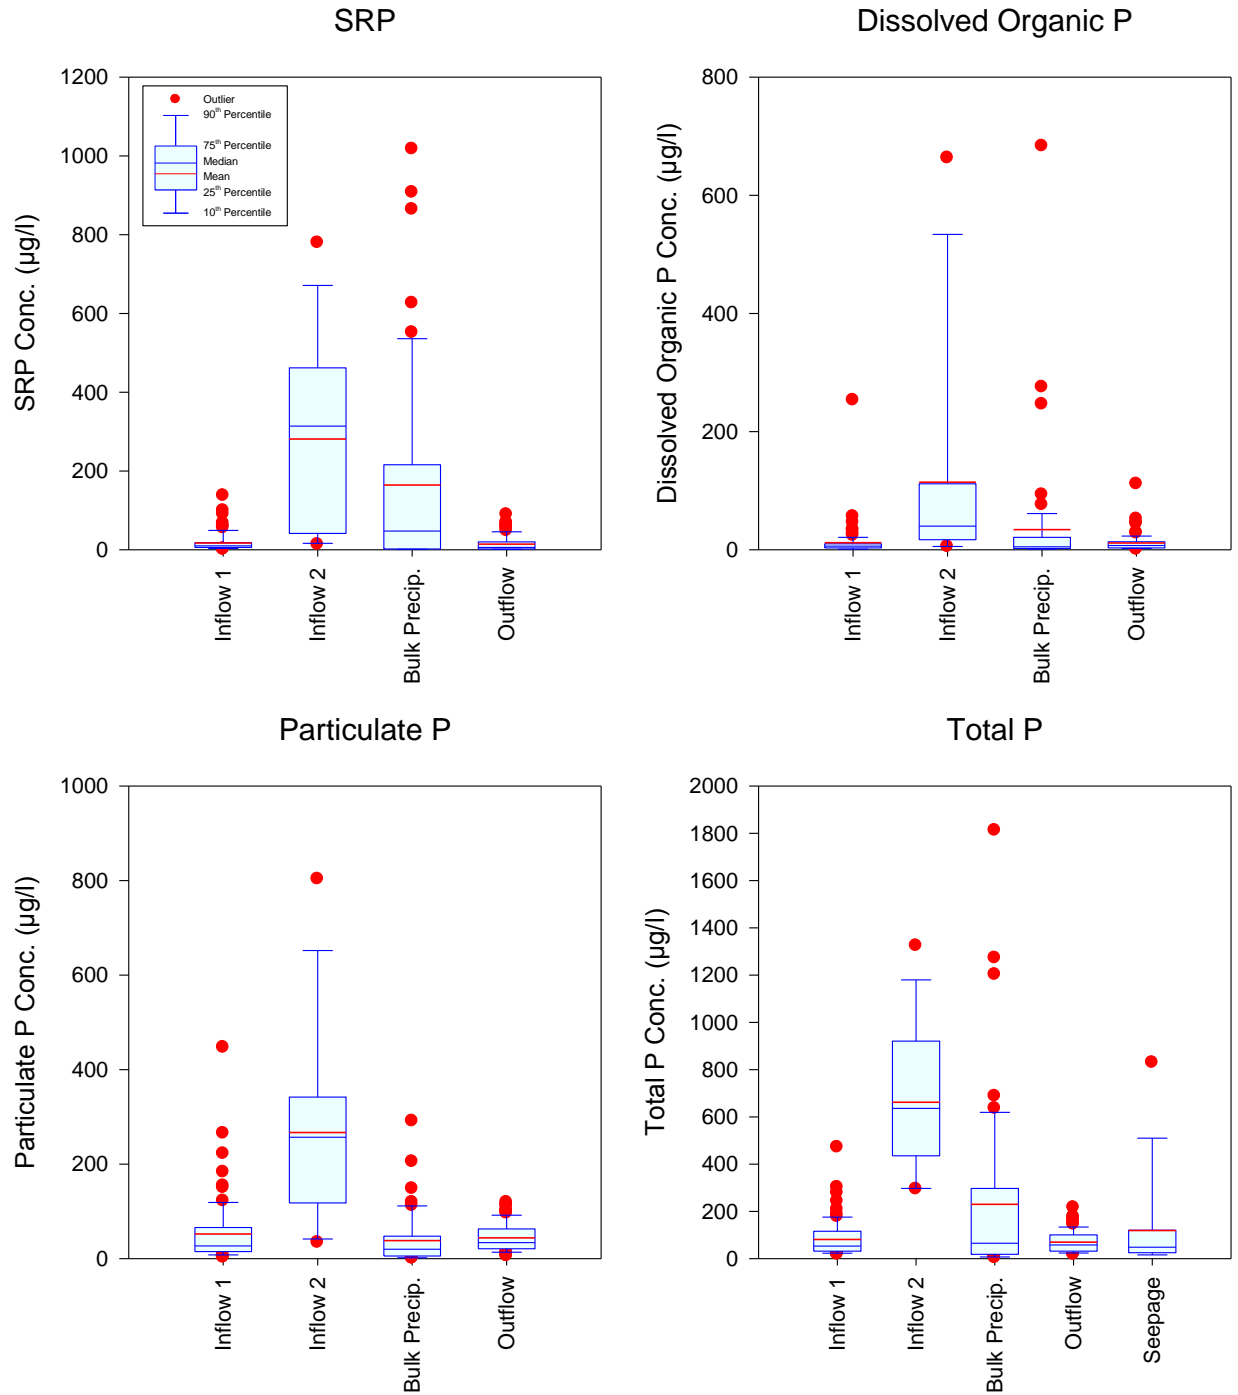 SRP
1200
1000
800
600
400
200
0
SRP Conc. (µg/l)
Outlier
90th Percentile
75th Percentile
Median
Mean
25th Percentile
10th Percentile
Inflow 1
Inflow 2
Bulk Precip.
Outflow
Dissolved Organic P
800
600
400
200
0
Dissolved Organic P Conc. (µg/l)
Inflow 1
Inflow 2
Bulk Precip.
Outflow
Particulate P
1000
800
600
400
200
0
Particulate P Conc. (µg/l)
Inflow 1
Inflow 2
Bulk Precip.
Outflow
Total P
2000
1800
1600
1400
1200
1000
800
600
400
200
0
Total P Conc. (µg/l)
Inflow 1
Inflow 2
Bulk Precip.
Outflow
Seepage